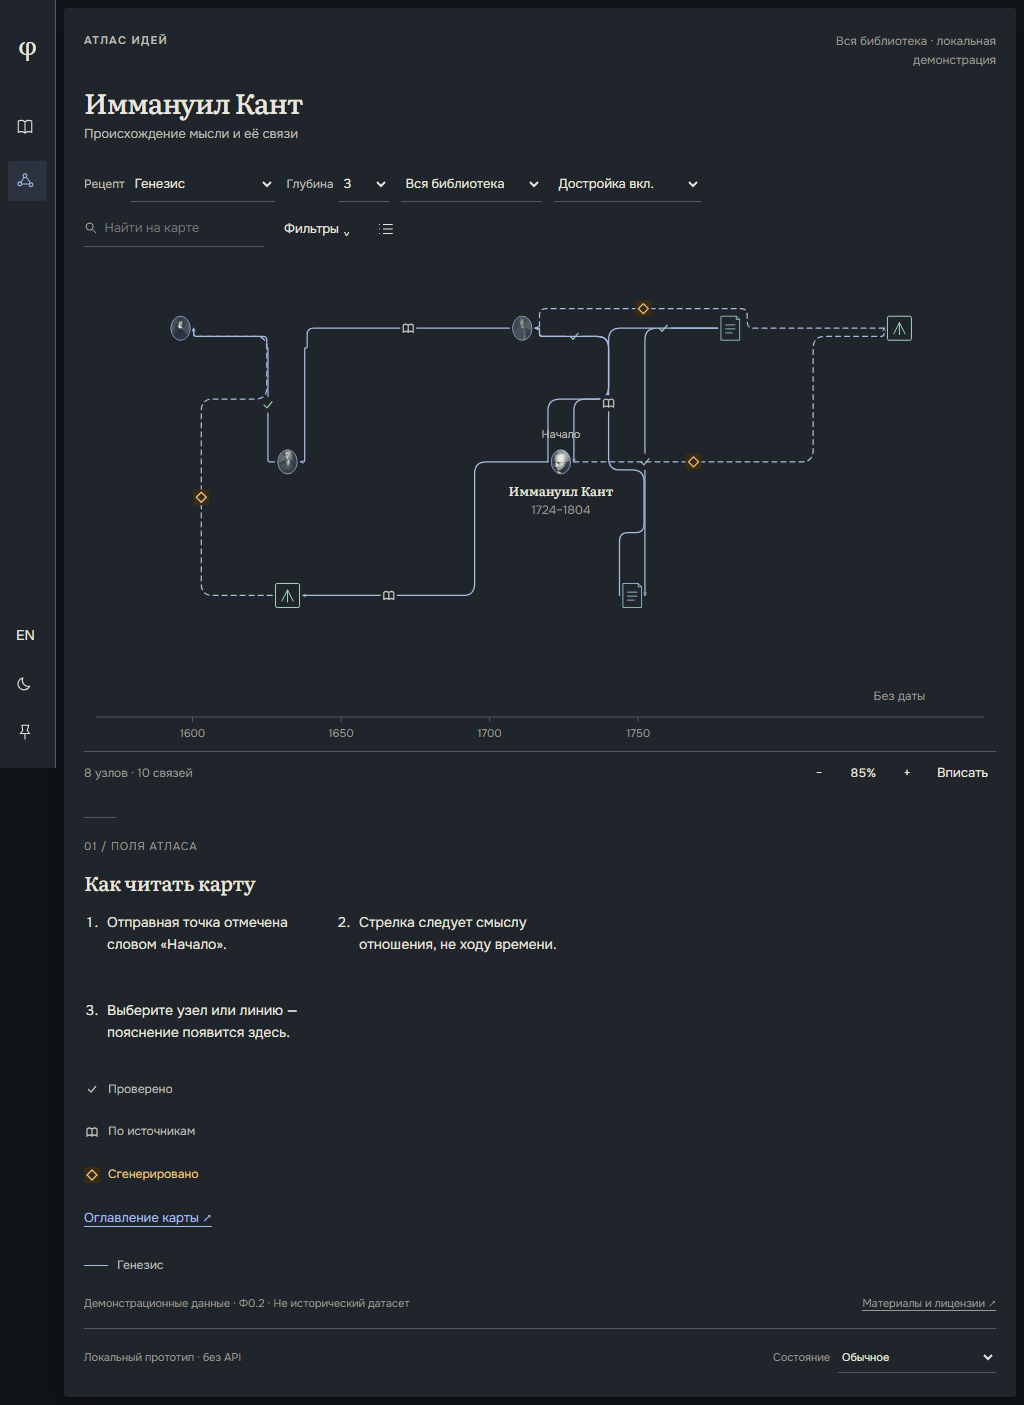 φ
АТЛАС ИДЕЙ
Вся библиотека · локальная
демонстрация
Иммануил Кант
Происхождение мысли и её связи
Рецепт Генезис Глубина 3 Вся библиотека Достройка вкл.
Найти на карте Фильтры
Начало
Иммануил Кант
1724–1804
EN
Без даты
1600 1650 1700 1750
8 узлов · 10 связей − 85% + Вписать
01 / ПОЛЯ АТЛАСА
Как читать карту
1. Отправная точка отмечена
словом «Начало».
2. Стрелка следует смыслу
отношения, не ходу времени.
3. Выберите узел или линию —
пояснение появится здесь.
Проверено
По источникам
Сгенерировано
Оглавление карты ↗
Генезис
Демонстрационные данные · Ф0.2 · Не исторический датасет Материалы и лицензии ↗
Локальный прототип · без API Состояние Обычное